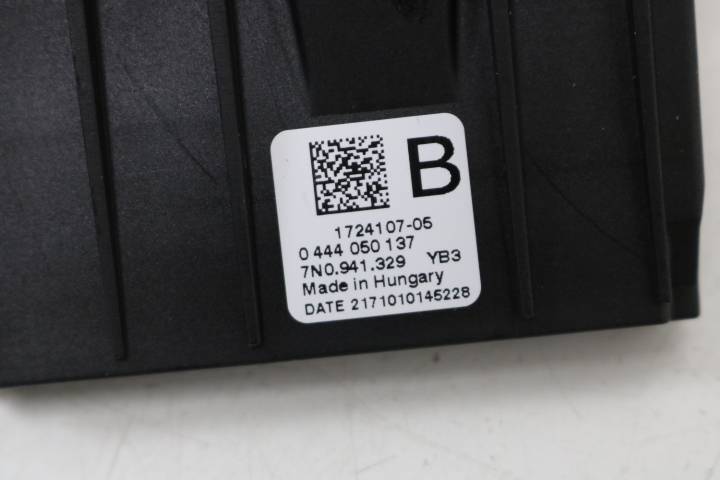 B
1724107-05
0 444 050 137
7N0.941.329 YB3
Made in Hungary
DATE 2171010145228